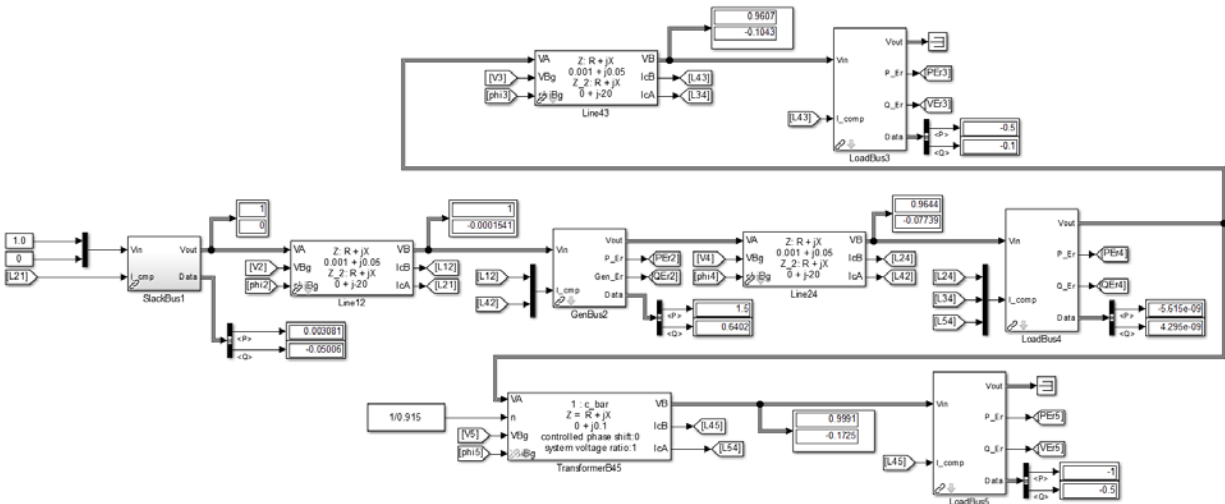 0.9607
-0.1043
VA
VBg
Z: R + jX
0.001 + j0.05
Z_2: R + jX
0 + j-20
VB
IcB
IcA
[V3]
[phi3]
[L43]
[L34]
Line43
Vin
I_comp
Vout
P_Er
Q_Er
Data
[L43]
[PEr3]
[VEr3]
<P>
-0.5
<Q>
-0.1
LoadBus3
1.0
0
[L21]
Vin
I_cmp
Vout
Data
SlackBus1
1
0
<P>
0.003081
<Q>
-0.05006
VA
VBg
Z: R + jX
0.001 + j0.05
Z_2: R + jX
0 + j-20
VB
IcB
IcA
[V2]
[phi2]
[L12]
[L21]
Line12
1
-0.0001541
[L12]
[L42]
Vin
I_cmp
Vout
P_Er
Gen_Er
Data
GenBus2
[PEr2]
[QEr2]
<P>
1.5
<Q>
0.6402
VA
VBg
Z: R + jX
0.001 + j0.05
Z_2: R + jX
0 + j-20
VB
IcB
IcA
[V4]
[phi4]
[L24]
[L42]
Line24
0.9644
-0.07739
[L24]
[L34]
[L54]
Vin
I_comp
Vout
P_Er
Q_Er
Data
LoadBus4
[PEr4]
[QEr4]
<P>
-5.615e-09
<Q>
4.295e-09
1/0.915
[V5]
[phi5]
VA
n
VBg
1 : c_bar
Z = R + jX
0 + j0.1
controlled phase shift:0
system voltage ratio:1
VB
IcB
IcA
TransformerB45
[L45]
[L54]
0.9991
-0.1725
[L45]
Vin
I_comp
Vout
P_Er
Q_Er
Data
LoadBus5
[PEr5]
[VEr5]
<P>
-1
<Q>
-0.5